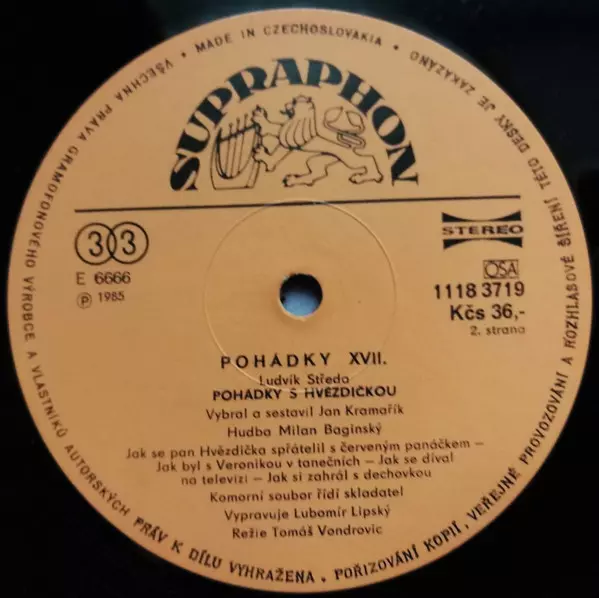 VŠECHNA PRÁVA GRAMOFONOVÉHO VÝROBCE A VLASTNÍKŮ AUTORSKÝCH PRÁV K DÍLU VYHRAŽENA. POŘIZOVÁNÍ KOPIÍ, VEŘEJNÉ PROVOZOVÁNÍ A ROZHLASOVÉ ŠÍŘENÍ TÉTO DESKY JE ZAKÁZÁNO • MADE IN CZECHOSLOVAKIA •
SUPRAPHON
33
STEREO
E 6666
℗ 1985
OSA
1118 3719
Kčs 36,-
2. strana
POHÁDKY XVII.
Ludvík Středa
POHÁDKY S HVĚZDIČKOU
Vybral a sestavil Jan Kramařík
Hudba Milan Baginský
Jak se pan Hvězdička spřátelil s červeným panáčkem –
Jak byl s Veronikou v tanečních – Jak se díval
na televizi – Jak si zahrál s dechovkou
Komorní soubor řídí skladatel
Vypravuje Lubomír Lipský
Režie Tomáš Vondrovic